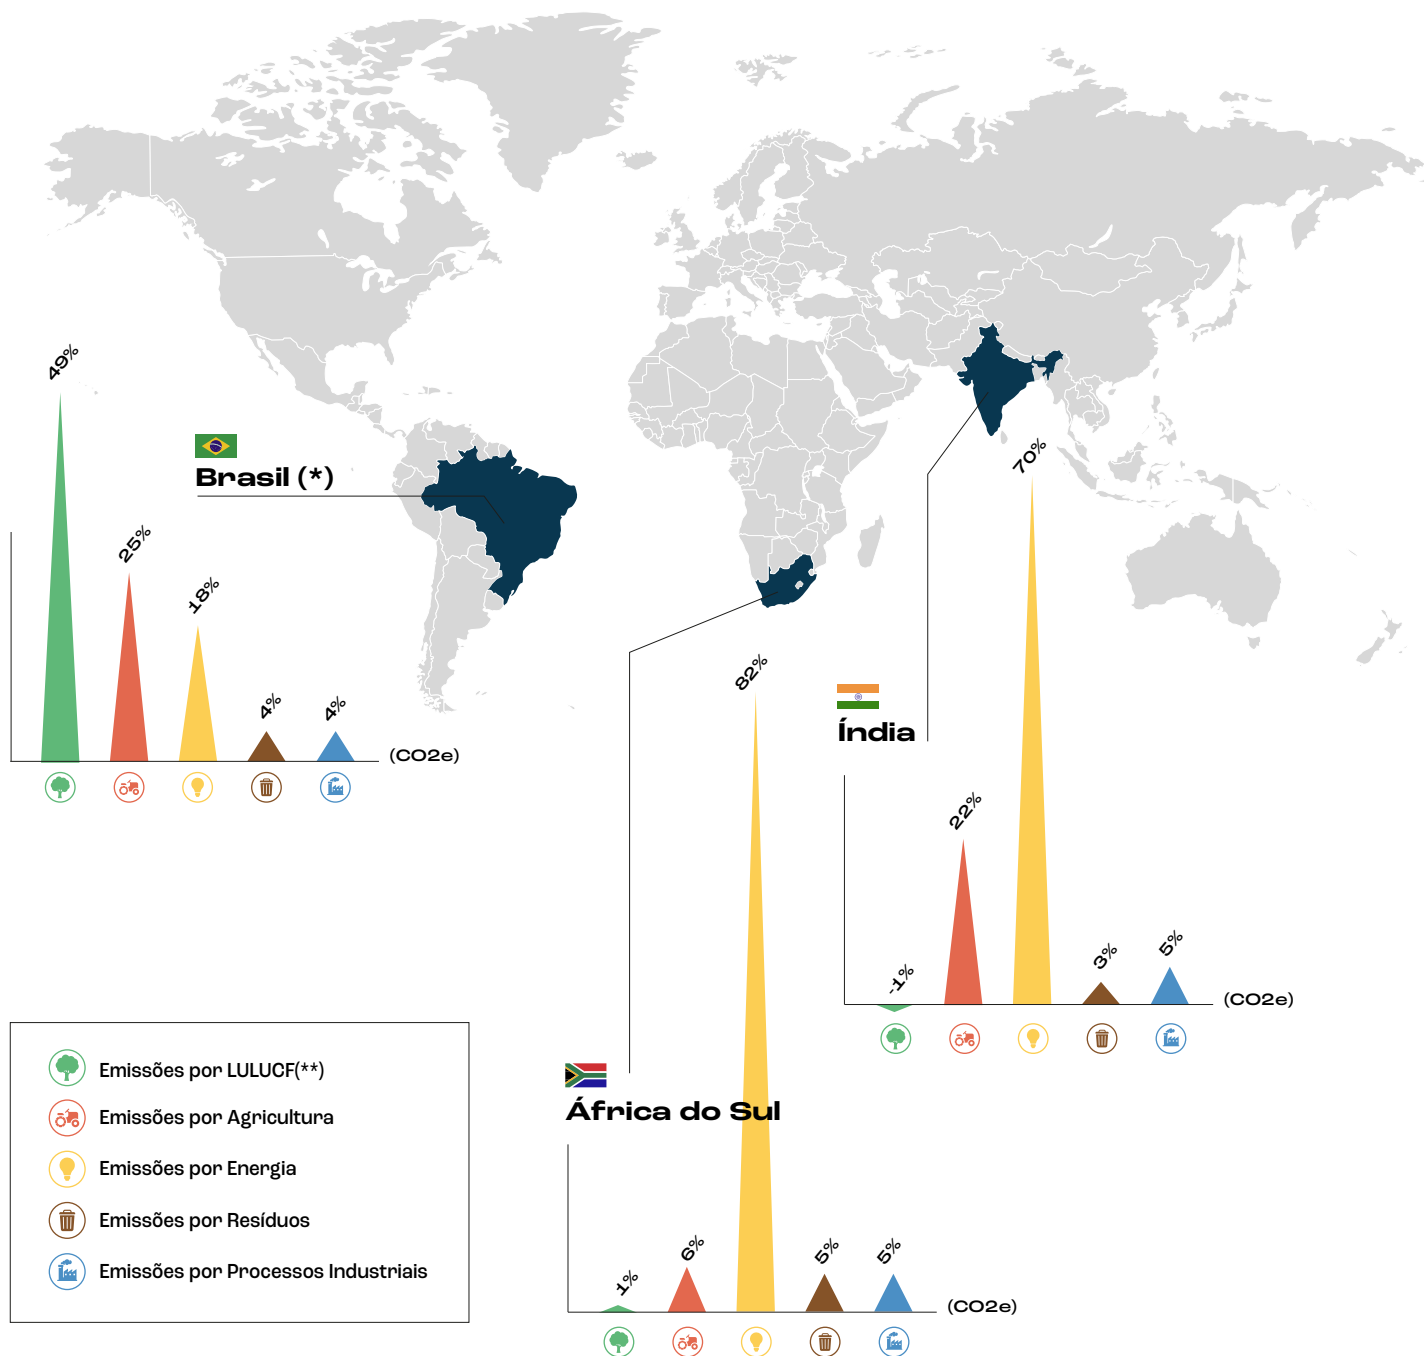 49%
Brasil (*)
25%
18%
4%
4%
(CO2e)
70%
Índia
22%
-1%
3%
5%
(CO2e)
82%
África do Sul
1%
6%
5%
5%
(CO2e)
Emissões por LULUCF(**)
Emissões por Agricultura
Emissões por Energia
Emissões por Resíduos
Emissões por Processos Industriais